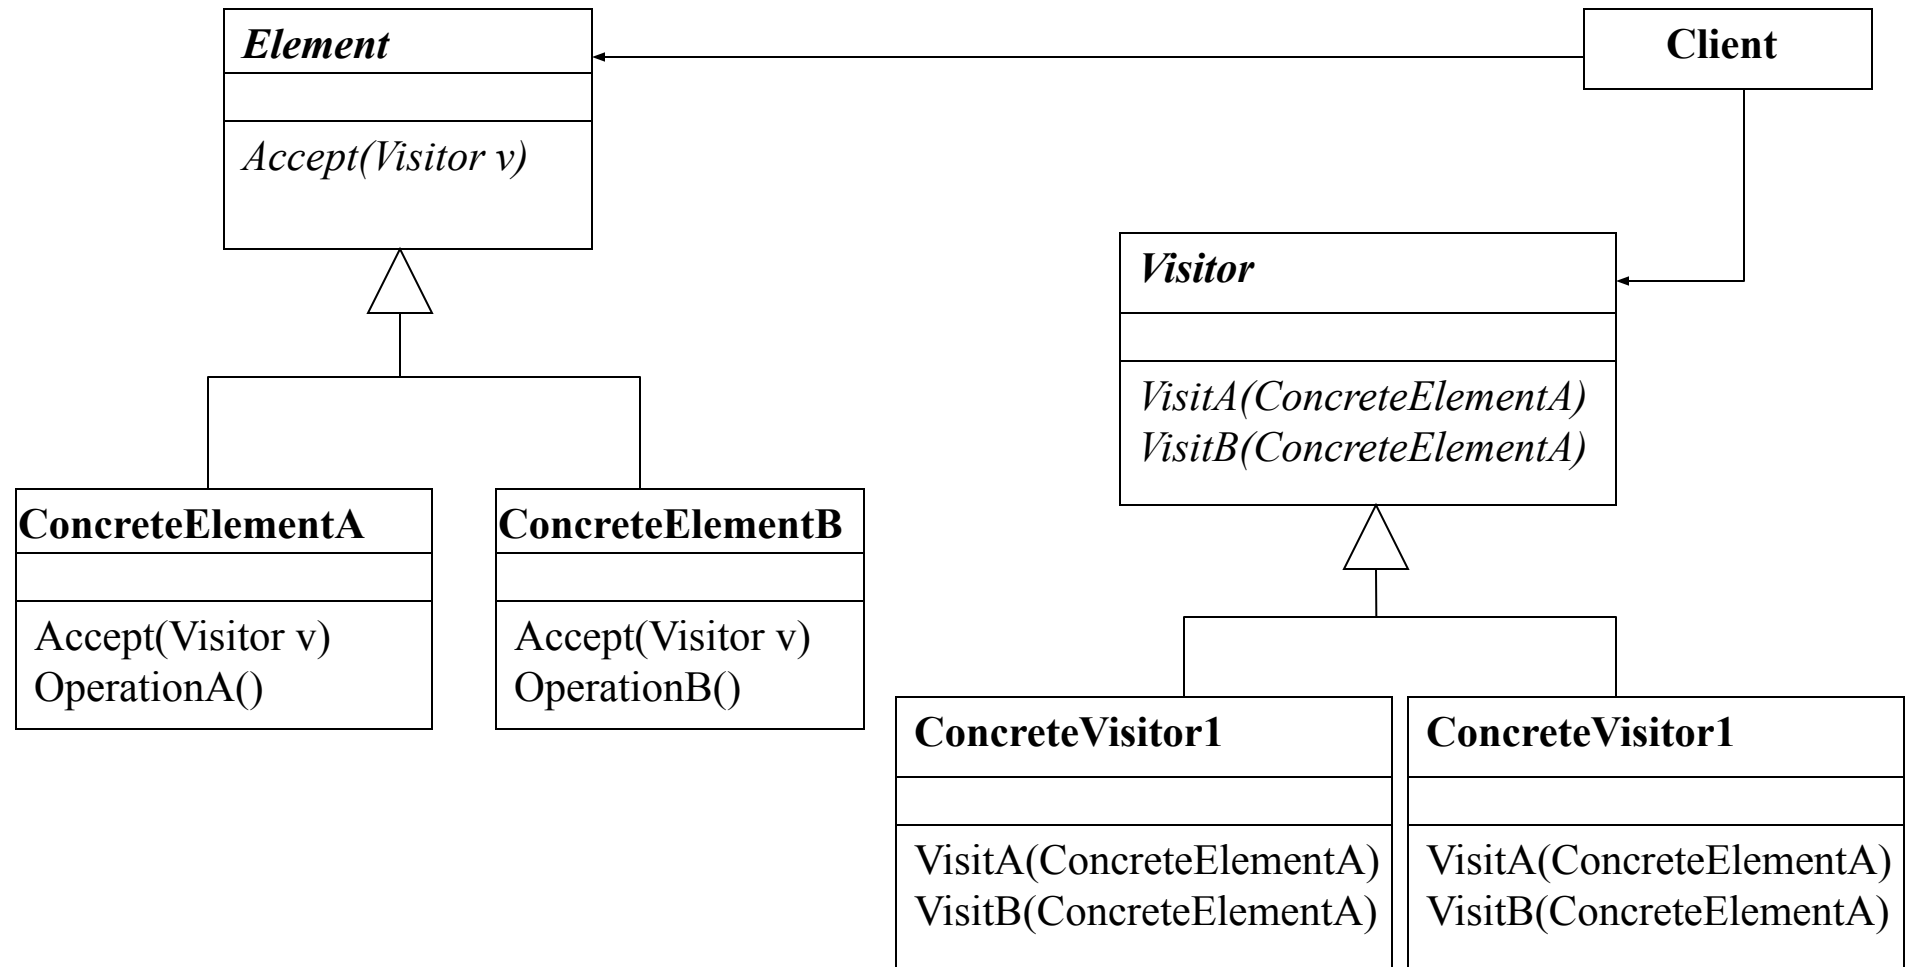 Element
Accept(Visitor v)
Client
Visitor
VisitA(ConcreteElementA)
VisitB(ConcreteElementA)
ConcreteElementA
Accept(Visitor v)
OperationA()
ConcreteElementB
Accept(Visitor v)
OperationB()
ConcreteVisitor1
VisitA(ConcreteElementA)
VisitB(ConcreteElementA)
ConcreteVisitor1
VisitA(ConcreteElementA)
VisitB(ConcreteElementA)